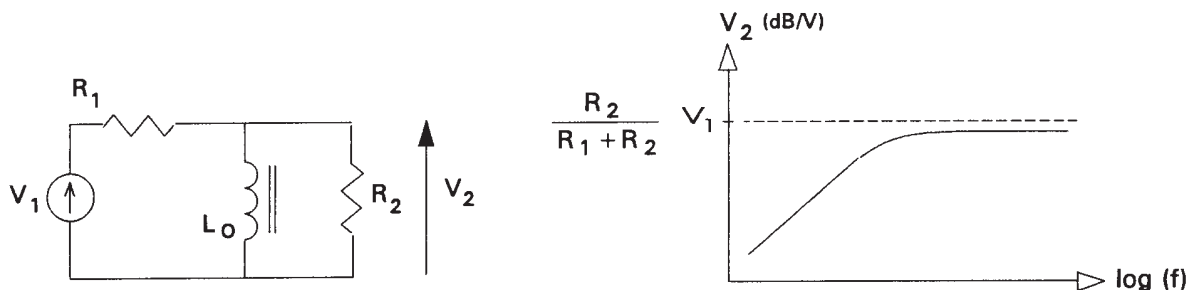 R1
V1
LO
R2
V2
V2 (dB/V)
R2
R1 + R2
V1
log (f)